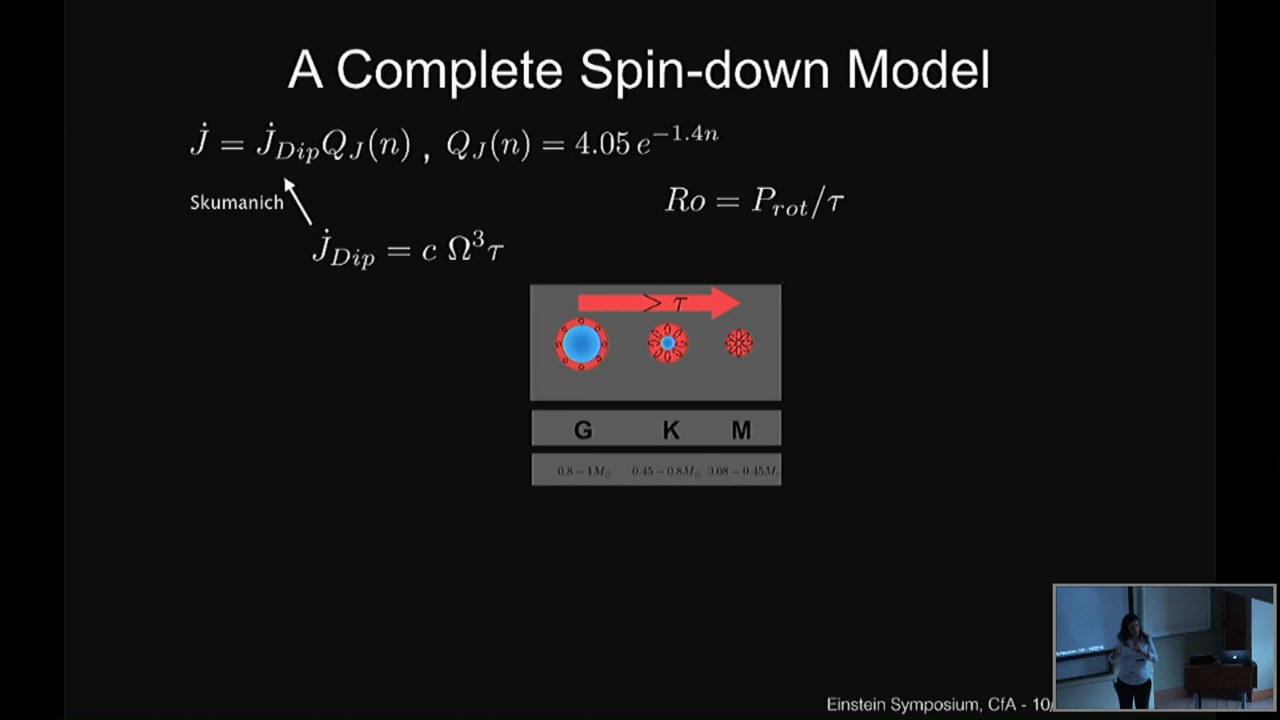 A Complete Spin-down Model
J̇ = J̇_Dip Q_J(n) , Q_J(n) = 4.05 e^{-1.4n}
Skumanich
Ro = P_rot/τ
J̇_Dip = c Ω³τ
> τ
G K M
0.8 − 1M☉ 0.45 − 0.8M☉ 0.08 − 0.45M☉
Einstein Symposium, CfA - 10/